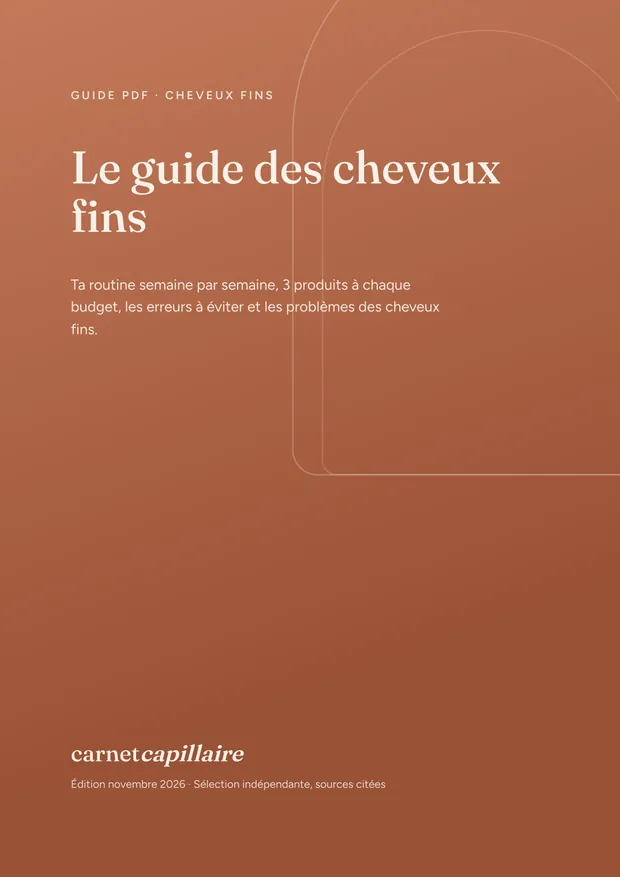 GUIDE PDF · CHEVEUX FINS
Le guide des cheveux
fins
Ta routine semaine par semaine, 3 produits à chaque
budget, les erreurs à éviter et les problèmes des cheveux
fins.
carnetcapillaire
Édition novembre 2026 · Sélection indépendante, sources citées